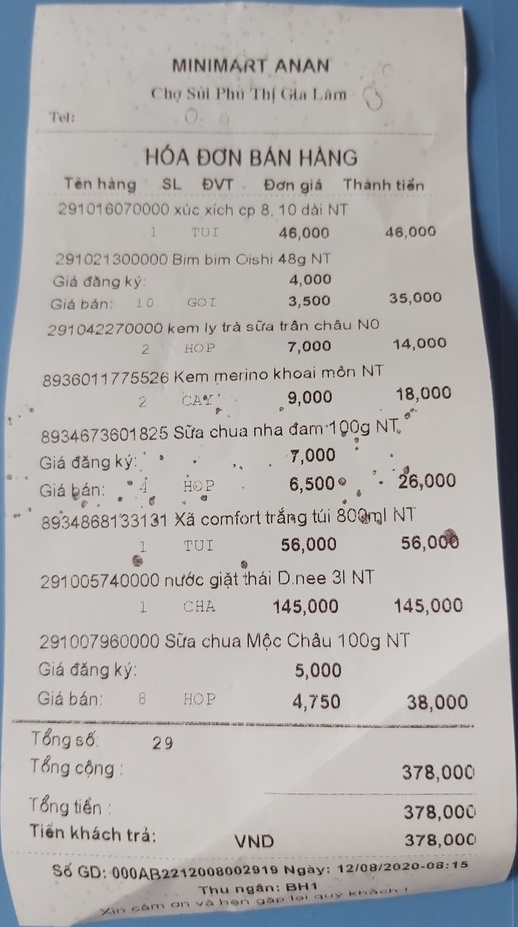 MINIMART ANAN
Chợ Sủi Phú Thị Gia Lâm
Tel:
HÓA ĐƠN BÁN HÀNG
Tên hàng SL ĐVT Đơn giá Thành tiền
291016070000 xúc xích cp 8, 10 dài NT
1 TUI 46,000 46,000
291021300000 Bim bim Oishi 48g NT
Giá đăng ký: 4,000
Giá bán: 10 GOI 3,500 35,000
291042270000 kem ly trà sữa trân châu N0
2 HOP 7,000 14,000
8936011775526 Kem merino khoai môn NT
2 CAY 9,000 18,000
8934673601825 Sữa chua nha đam 100g NT
Giá đăng ký: 7,000
Giá bán: 4 HOP 6,500 26,000
8934868133131 Xã comfort trắng túi 800ml NT
1 TUI 56,000 56,000
291005740000 nước giặt thái D.nee 3l NT
1 CHA 145,000 145,000
291007960000 Sữa chua Mộc Châu 100g NT
Giá đăng ký: 5,000
Giá bán: 8 HOP 4,750 38,000
Tổng số: 29
Tổng cộng : 378,000
Tổng tiền : 378,000
Tiền khách trả: VND 378,000
Số GD: 000AB2212008002919 Ngày: 12/08/2020-08:15
Thu ngân: BH1
Xin cảm ơn và hẹn gặp lại quý khách !